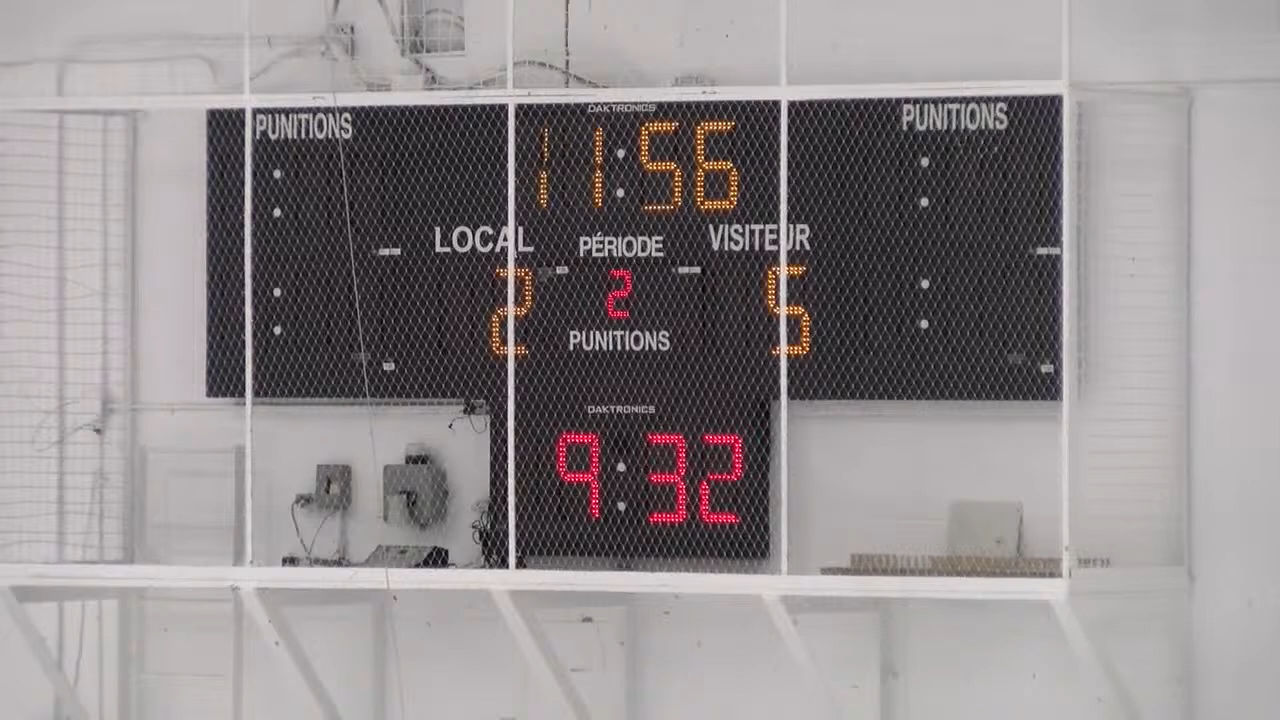 DAKTRONICS
PUNITIONS
11:56
PUNITIONS
LOCAL
PÉRIODE
VISITEUR
2
2
5
PUNITIONS
DAKTRONICS
9:32